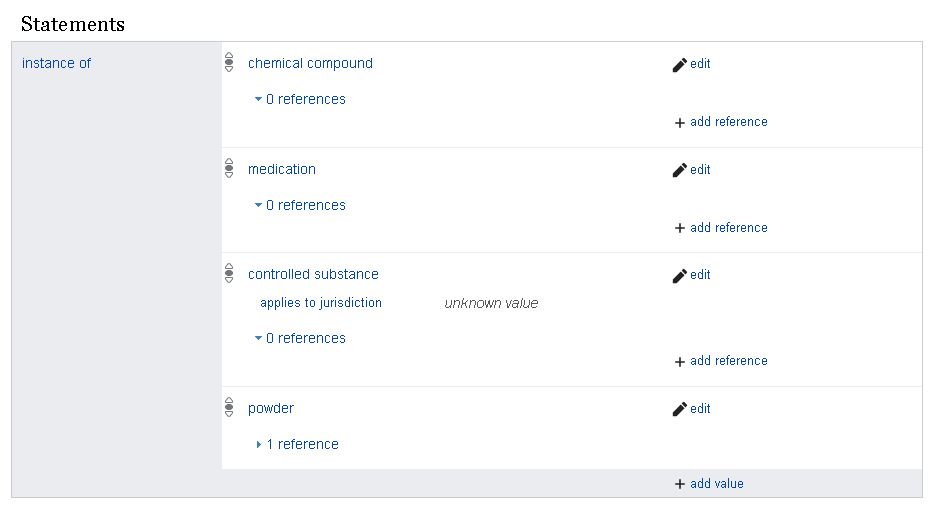 Statements
instance of
chemical compound
edit
0 references
add reference
medication
edit
0 references
add reference
controlled substance
edit
applies to jurisdiction unknown value
0 references
add reference
powder
edit
1 reference
add value